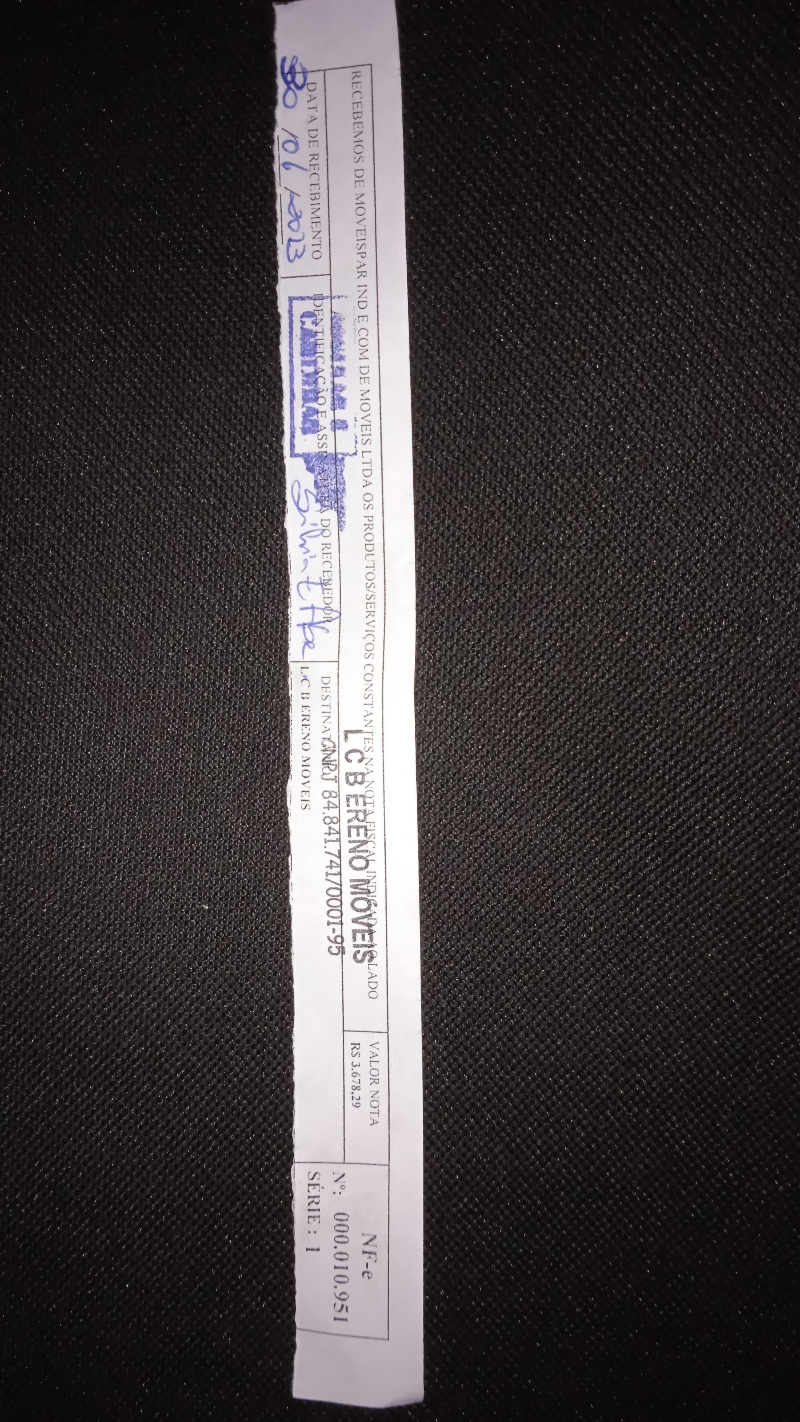 RECEBEMOS DE MOVEISPAR IND E COM DE MOVEIS LTDA OS PRODUTOS/SERVIÇOS CONSTANTES NA NOTA FISCAL INDICADA AO LADO
VALOR NOTA
R$ 3.678,29
NF-e
Nº: 000.010.951
SÉRIE : 1
DATA DE RECEBIMENTO
30/06/2023
IDENTIFICAÇÃO E ASSINATURA DO RECEBEDOR
L C B ERENO MOVEIS
CNPJ 84.841.741/0001-95
L C B ERENO MOVEIS